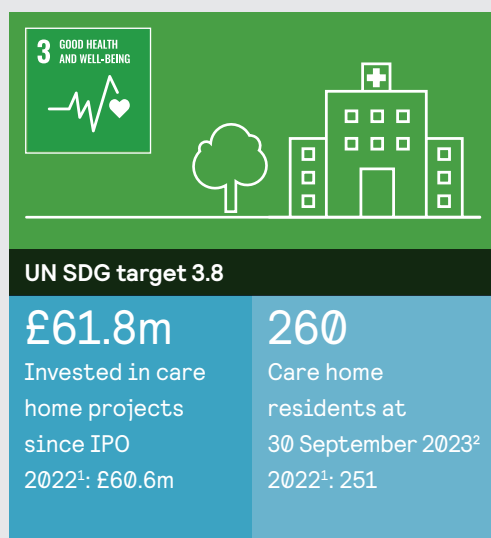 3 GOOD HEALTH
AND WELL-BEING
UN SDG target 3.8
£61.8m
Invested in care
home projects
since IPO
2022¹: £60.6m
260
Care home
residents at
30 September 2023²
2022¹: 251